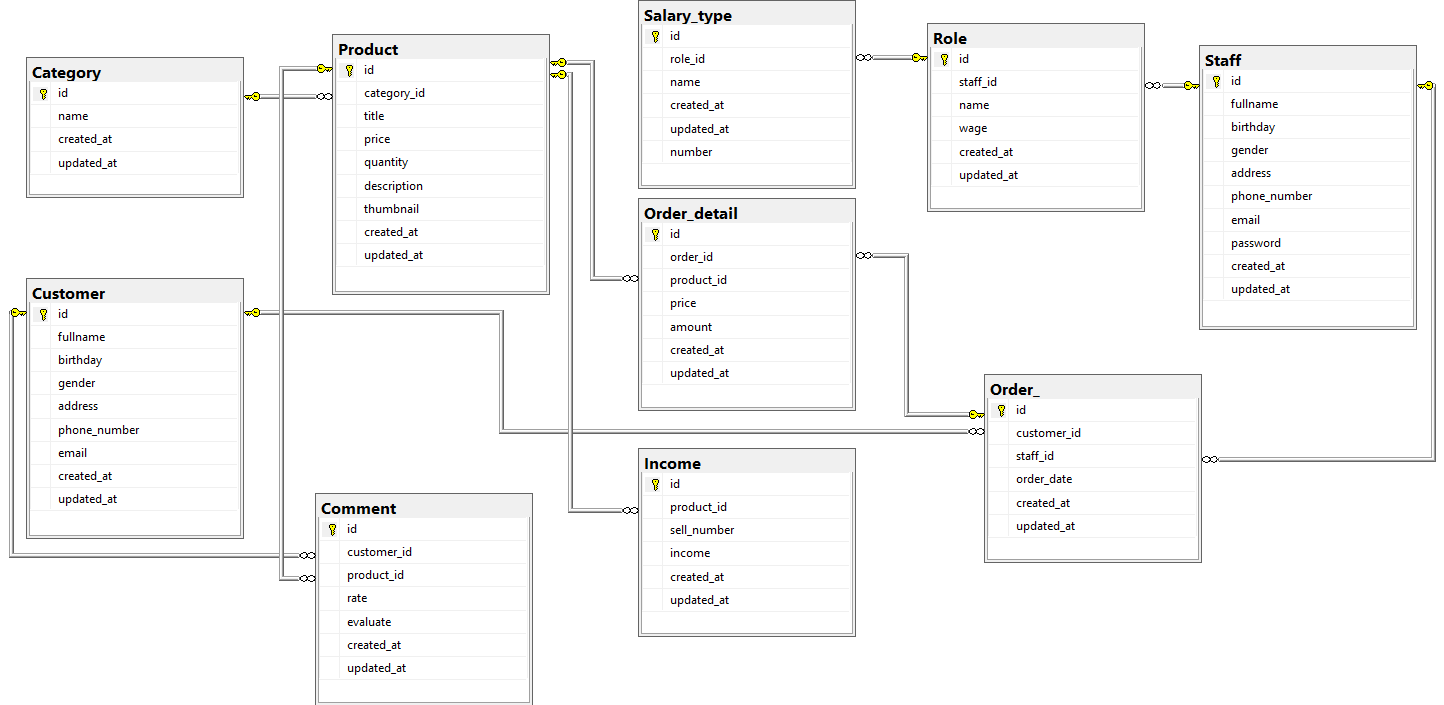 Category
id
name
created_at
updated_at
Product
id
category_id
title
price
quantity
description
thumbnail
created_at
updated_at
Salary_type
id
role_id
name
created_at
updated_at
number
Role
id
staff_id
name
wage
created_at
updated_at
Staff
id
fullname
birthday
gender
address
phone_number
email
password
created_at
updated_at
Customer
id
fullname
birthday
gender
address
phone_number
email
created_at
updated_at
Order_detail
id
order_id
product_id
price
amount
created_at
updated_at
Order_
id
customer_id
staff_id
order_date
created_at
updated_at
Comment
id
customer_id
product_id
rate
evaluate
created_at
updated_at
Income
id
product_id
sell_number
income
created_at
updated_at